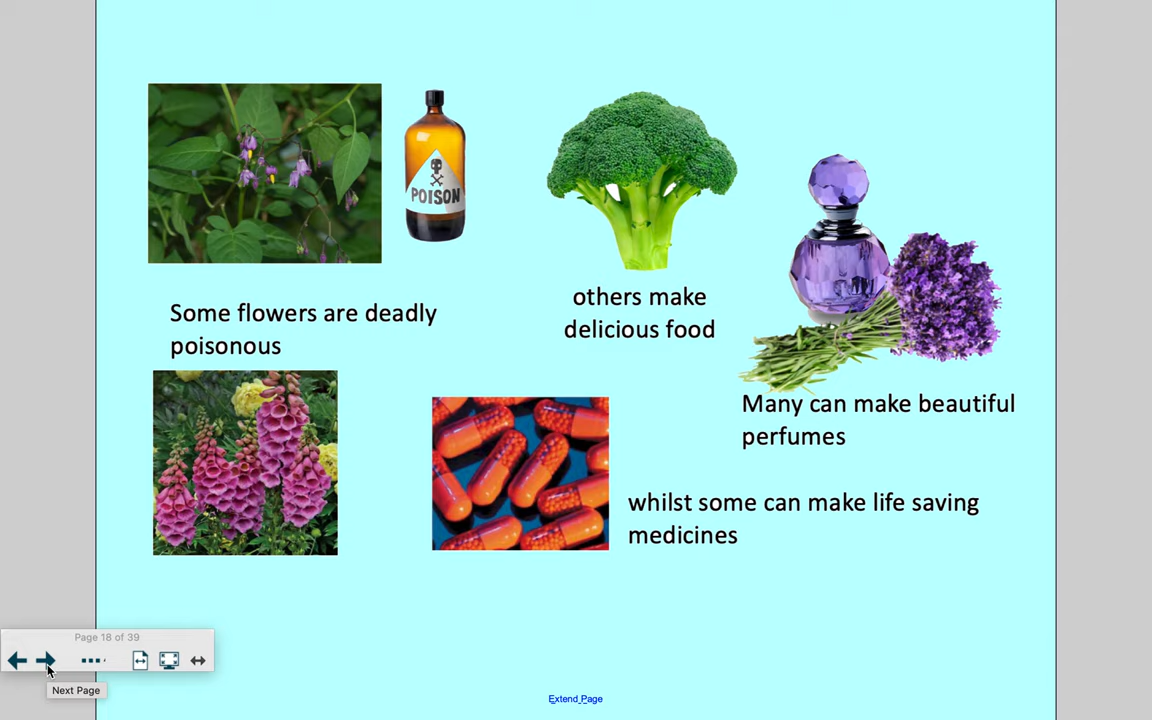 POISON
Some flowers are deadly
poisonous
others make
delicious food
Many can make beautiful
perfumes
whilst some can make life saving
medicines
Page 18 of 39
Next Page
Extend Page